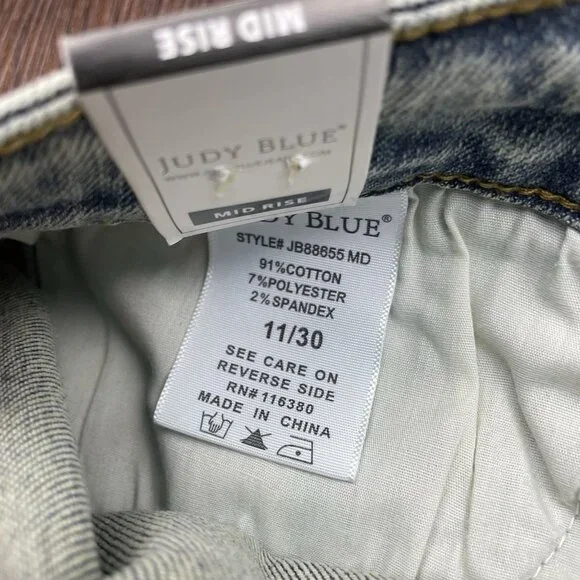 MID RISE
JUDY BLUE®
MID RISE
BLUE®
STYLE# JB88655 MD
91%COTTON
7%POLYESTER
2%SPANDEX
11/30
SEE CARE ON
REVERSE SIDE
RN# 116380
MADE IN CHINA